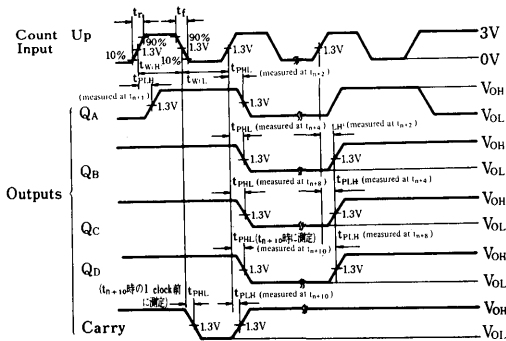 Count Input Up
tr
tf
10%
90%
1.3V
90%
10%
1.3V
1.3V
1.3V
3V
0V
tW(H)
tW(L)
tPLH
(measured at tn+1)
tPHL
(measured at tn+2)
QA
1.3V
1.3V
VOH
VOL
tPHL
(measured at tn+4)
(measured at tn+2)
QB
1.3V
1.3V
VOH
VOL
Outputs
tPHL
(measured at tn+8)
tPLH
(measured at tn+4)
QC
1.3V
1.3V
VOH
VOL
tPHL
(tn+10時に測定)
(measured at tn+10)
tPLH
(measured at tn+8)
QD
1.3V
1.3V
VOH
VOL
(tn+10時の1 clock前
に測定)
tPHL
tPLH
(measured at tn+10)
Carry
1.3V
1.3V
VOH
VOL